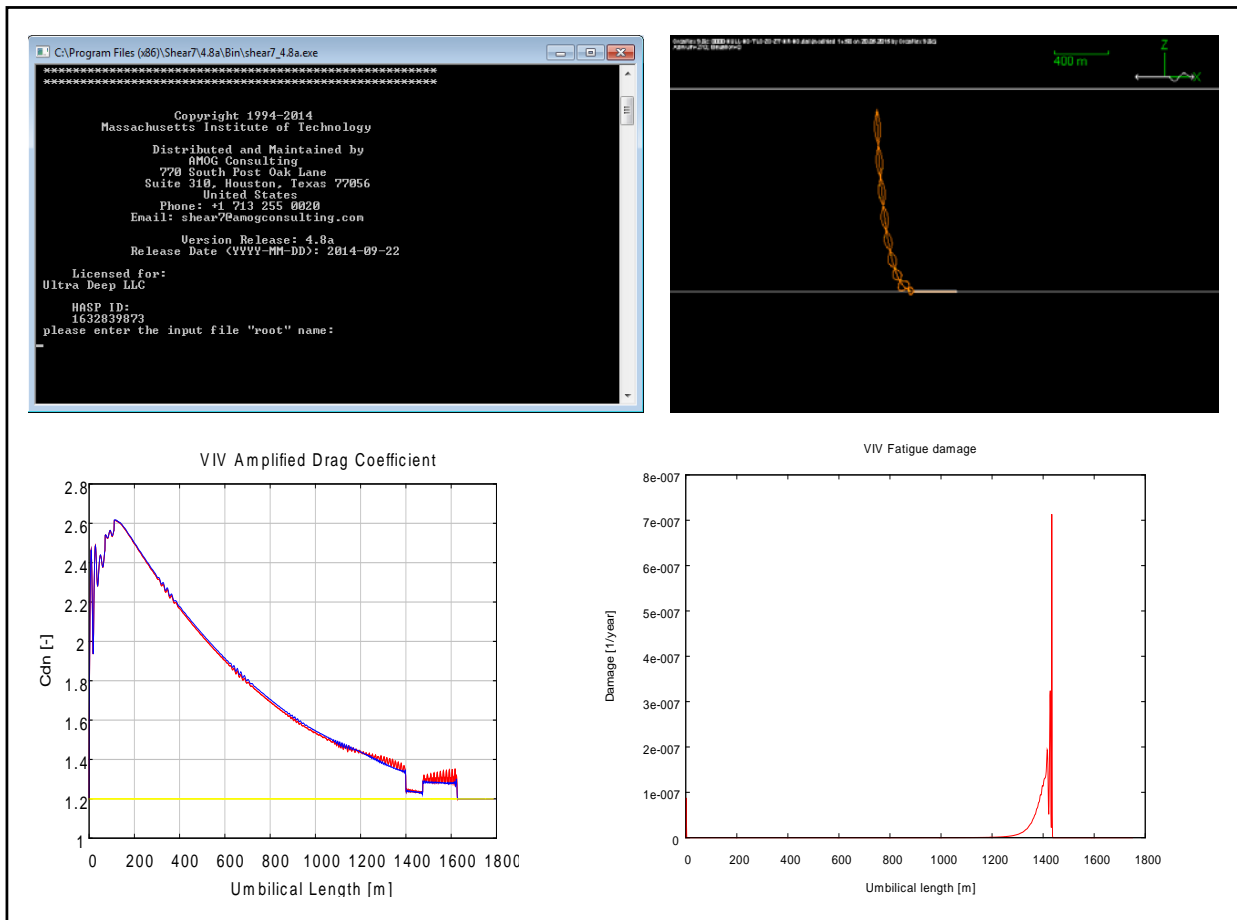 C:\Program Files (x86)\Shear7\4.8a\Bin\shear7_4.8a.exe
*******************************************************
*******************************************************
Copyright 1994-2014
Massachusetts Institute of Technology
Distributed and Maintained by
AMOG Consulting
770 South Post Oak Lane
Suite 310, Houston, Texas 77056
United States
Phone: +1 713 255 0020
Email: shear7@amogconsulting.com
Version Release: 4.8a
Release Date (YYYY-MM-DD): 2014-09-22
Licensed for:
Ultra Deep LLC
HASP ID:
1632839873
please enter the input file "root" name:
400 m
Z
X
VIV Amplified Drag Coefficient
2.8
2.6
2.4
2.2
2
1.8
1.6
1.4
1.2
1
Cdn [-]
0 200 400 600 800 1000 1200 1400 1600 1800
Umbilical Length [m]
VIV Fatigue damage
8e-007
7e-007
6e-007
5e-007
4e-007
3e-007
2e-007
1e-007
0
Damage [1/year]
0 200 400 600 800 1000 1200 1400 1600 1800
Umbilical length [m]